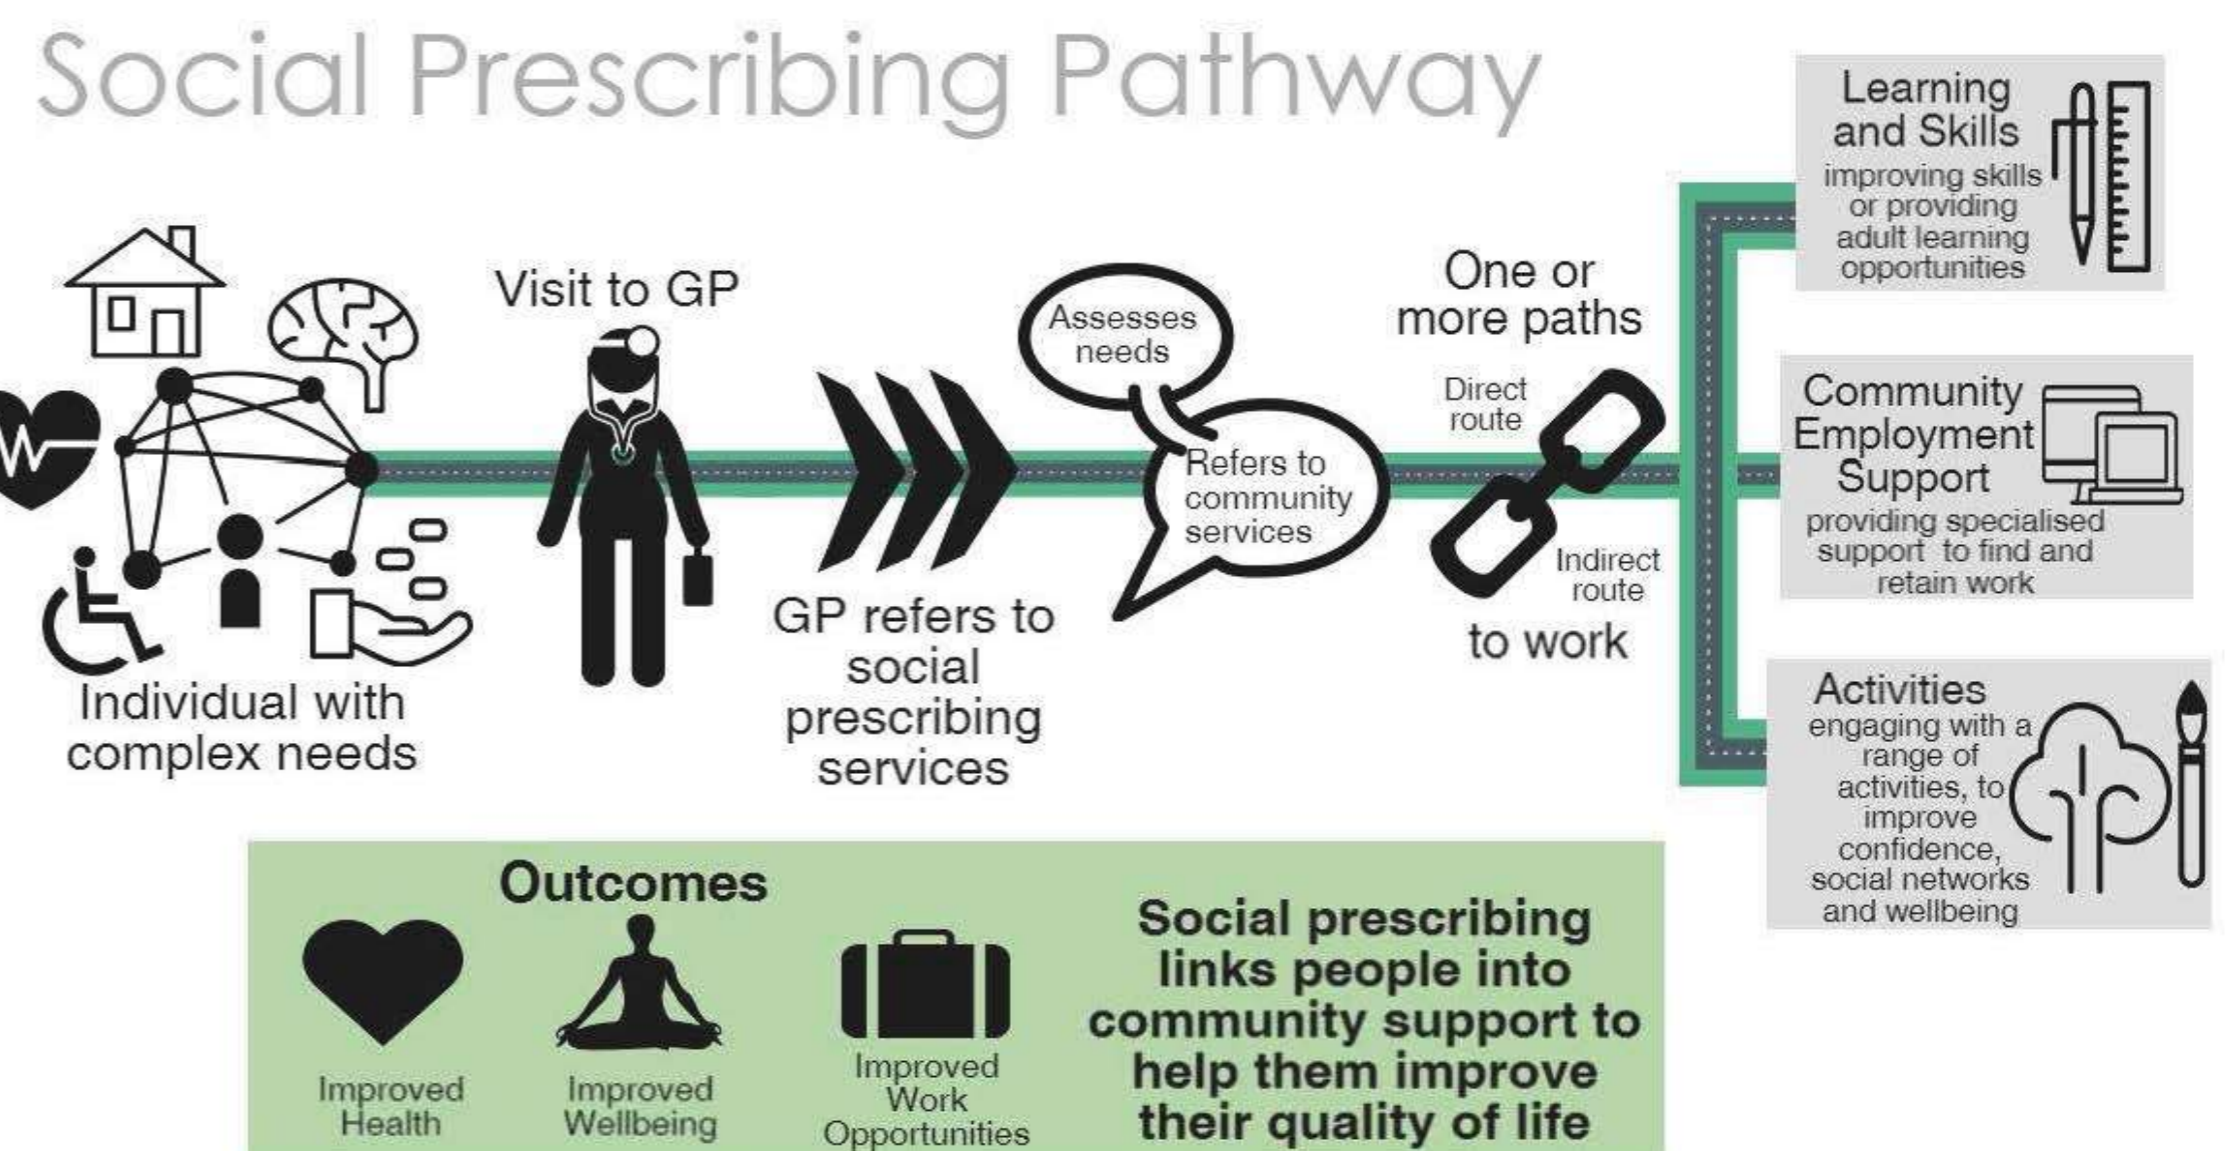 Social Prescribing Pathway
Individual with
complex needs
Visit to GP
GP refers to
social
prescribing
services
Assesses
needs
Refers to
community
services
One or
more paths
Direct
route
Indirect
route
to work
Learning
and Skills
improving skills
or providing
adult learning
opportunities
Community
Employment
Support
providing specialised
support to find and
retain work
Activities
engaging with a
range of
activities, to
improve
confidence,
social networks
and wellbeing
Outcomes
Improved
Health
Improved
Wellbeing
Improved
Work
Opportunities
Social prescribing
links people into
community support to
help them improve
their quality of life